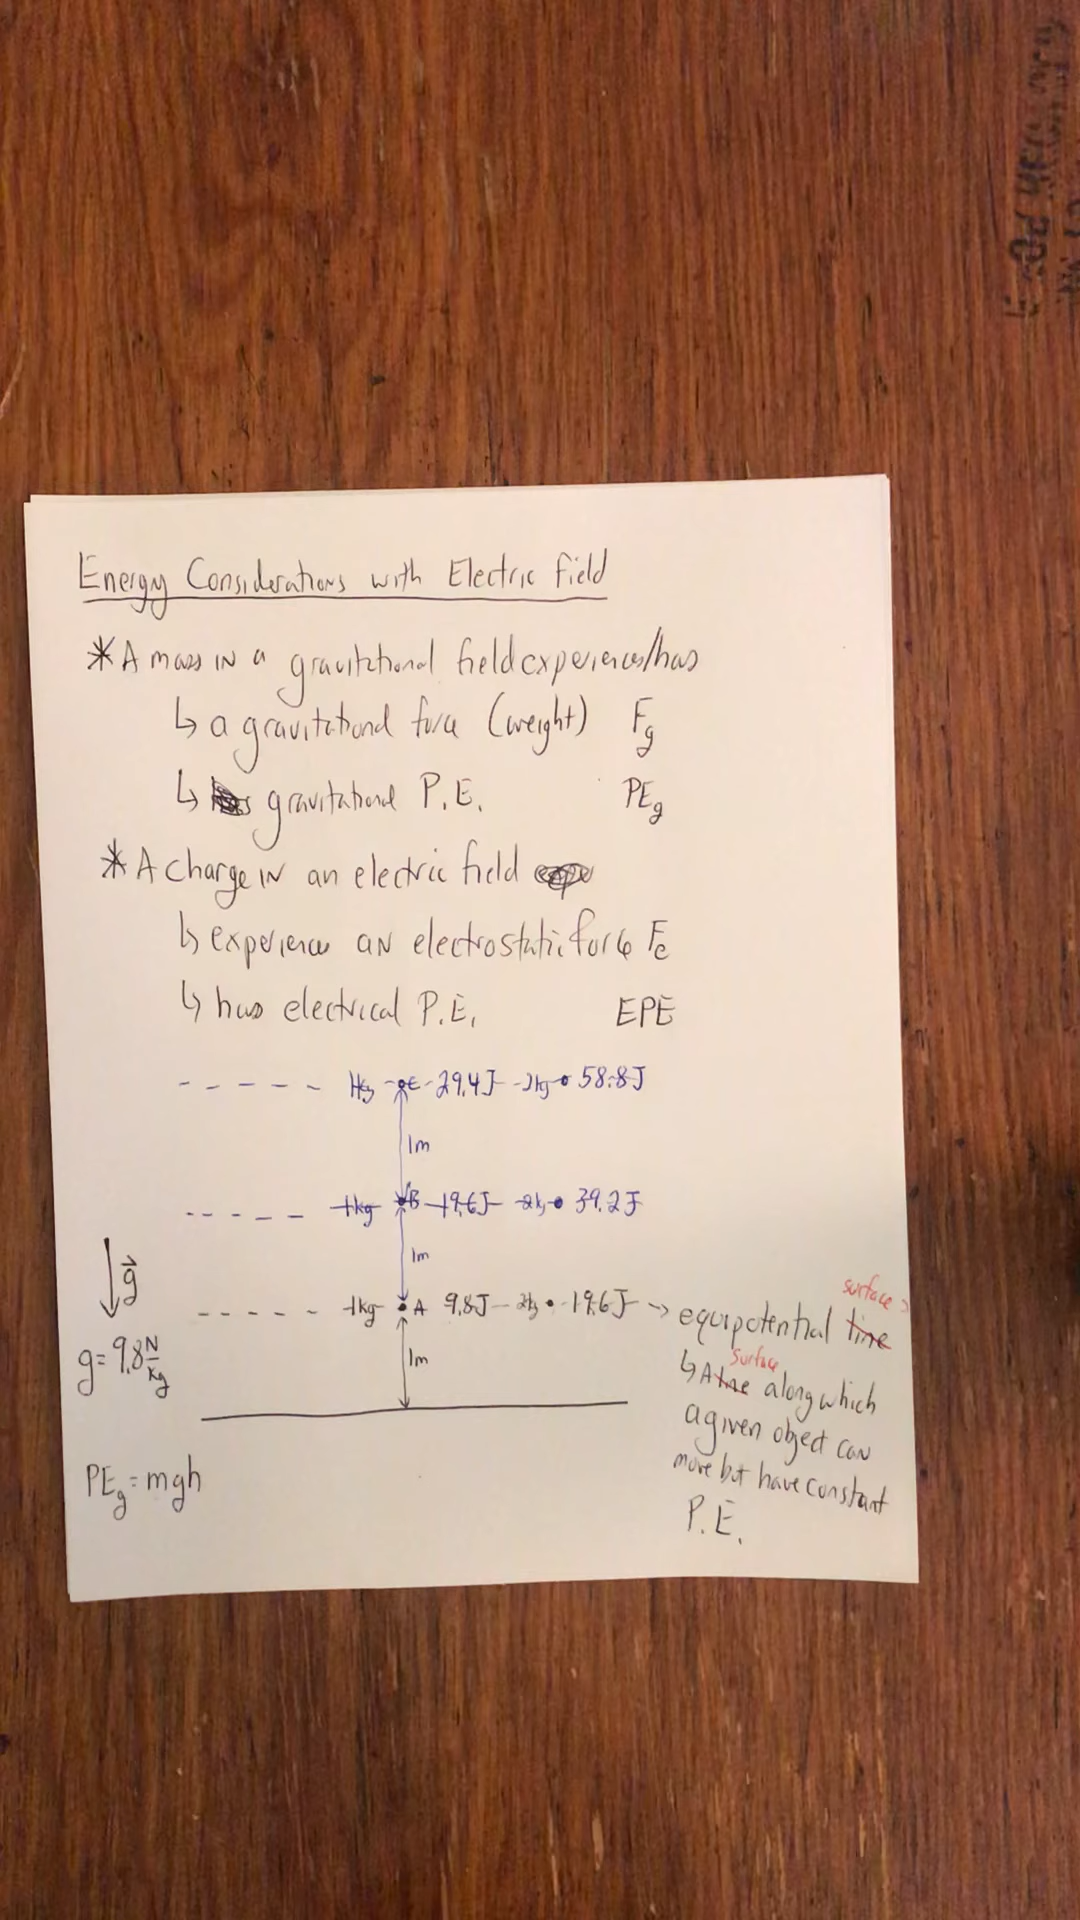 Energy Considerations with Electric Field
* A mass in a gravitational field experiences/has
↳ a gravitational force (weight) Fg
↳ gravitational P.E. PEg
* A charge in an electric field
↳ experience an electrostatic force Fe
↳ has electrical P.E. EPE
1kg C 29.4J 2kg 58.8J
1m
1kg B 19.6J 2kg 39.2J
1m
g
surface
1kg A 9.8J 2kg 19.6J → equipotential line
g = 9.8 N/kg
1m
surface
↳ A line along which
a given object can
move but have constant
P.E.
PEg = mgh